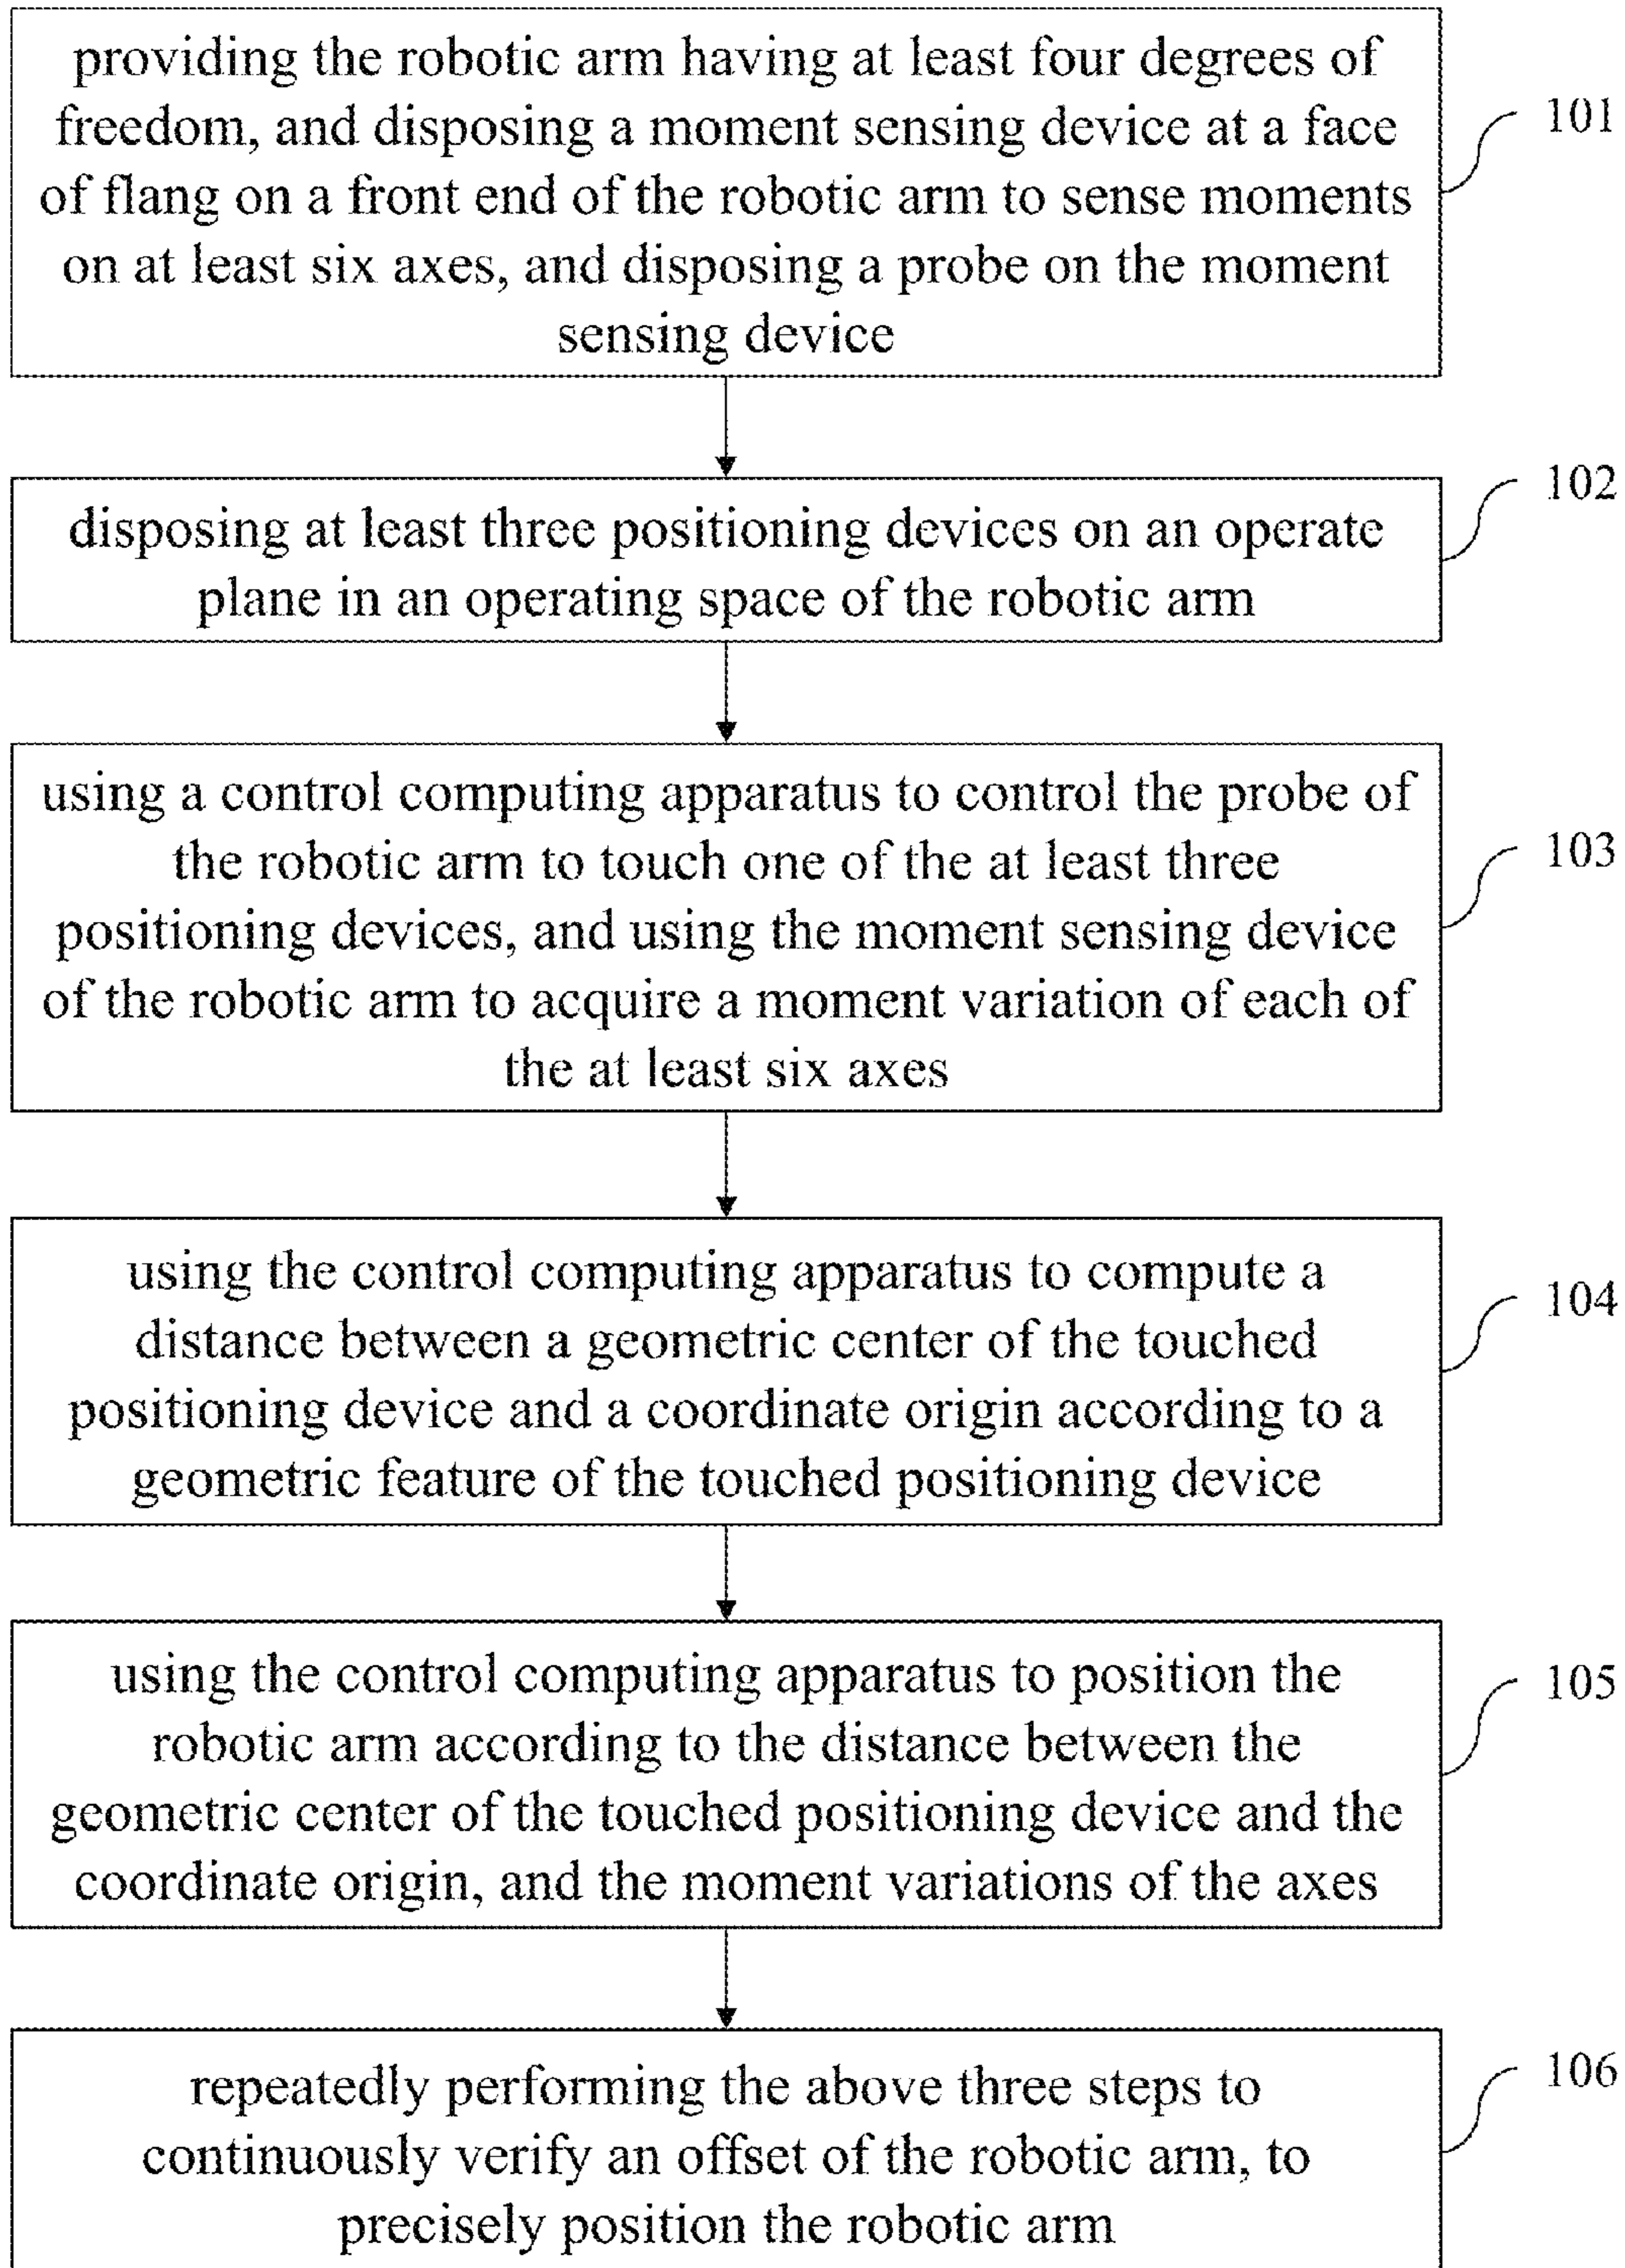 providing the robotic arm having at least four degrees of
freedom, and disposing a moment sensing device at a face
of flang on a front end of the robotic arm to sense moments
on at least six axes, and disposing a probe on the moment
sensing device
101
disposing at least three positioning devices on an operate
plane in an operating space of the robotic arm
102
using a control computing apparatus to control the probe of
the robotic arm to touch one of the at least three
positioning devices, and using the moment sensing device
of the robotic arm to acquire a moment variation of each of
the at least six axes
103
using the control computing apparatus to compute a
distance between a geometric center of the touched
positioning device and a coordinate origin according to a
geometric feature of the touched positioning device
104
using the control computing apparatus to position the
robotic arm according to the distance between the
geometric center of the touched positioning device and the
coordinate origin, and the moment variations of the axes
105
repeatedly performing the above three steps to
continuously verify an offset of the robotic arm, to
precisely position the robotic arm
106